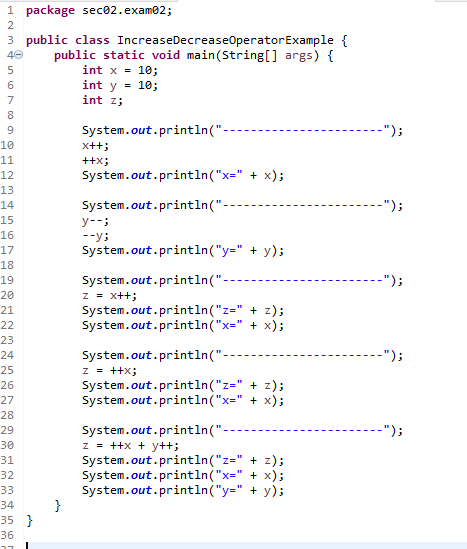 1 package sec02.exam02;
2
3 public class IncreaseDecreaseOperatorExample {
4     public static void main(String[] args) {
5         int x = 10;
6         int y = 10;
7         int z;
8
9         System.out.println("-----------------------");
10         x++;
11         ++x;
12         System.out.println("x=" + x);
13
14         System.out.println("-----------------------");
15         y--;
16         --y;
17         System.out.println("y=" + y);
18
19         System.out.println("-----------------------");
20         z = x++;
21         System.out.println("z=" + z);
22         System.out.println("x=" + x);
23
24         System.out.println("-----------------------");
25         z = ++x;
26         System.out.println("z=" + z);
27         System.out.println("x=" + x);
28
29         System.out.println("-----------------------");
30         z = ++x + y++;
31         System.out.println("z=" + z);
32         System.out.println("x=" + x);
33         System.out.println("y=" + y);
34     }
35 }
36
37